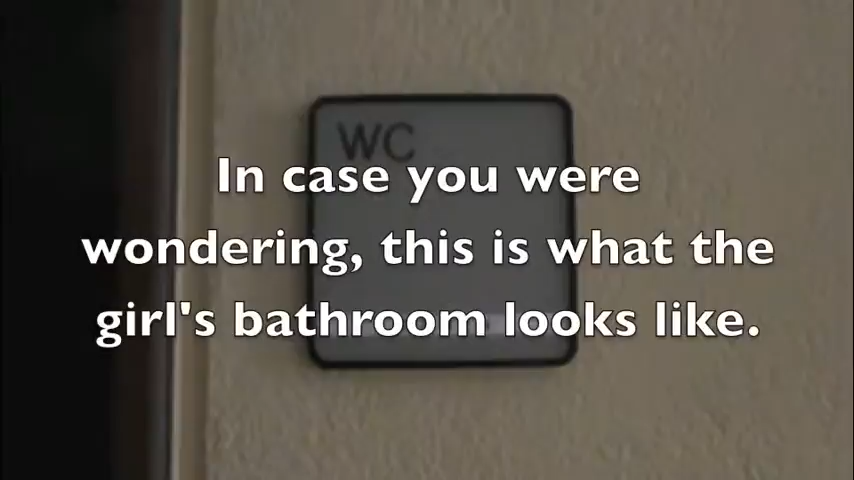 WC
In case you were
wondering, this is what the
girl's bathroom looks like.